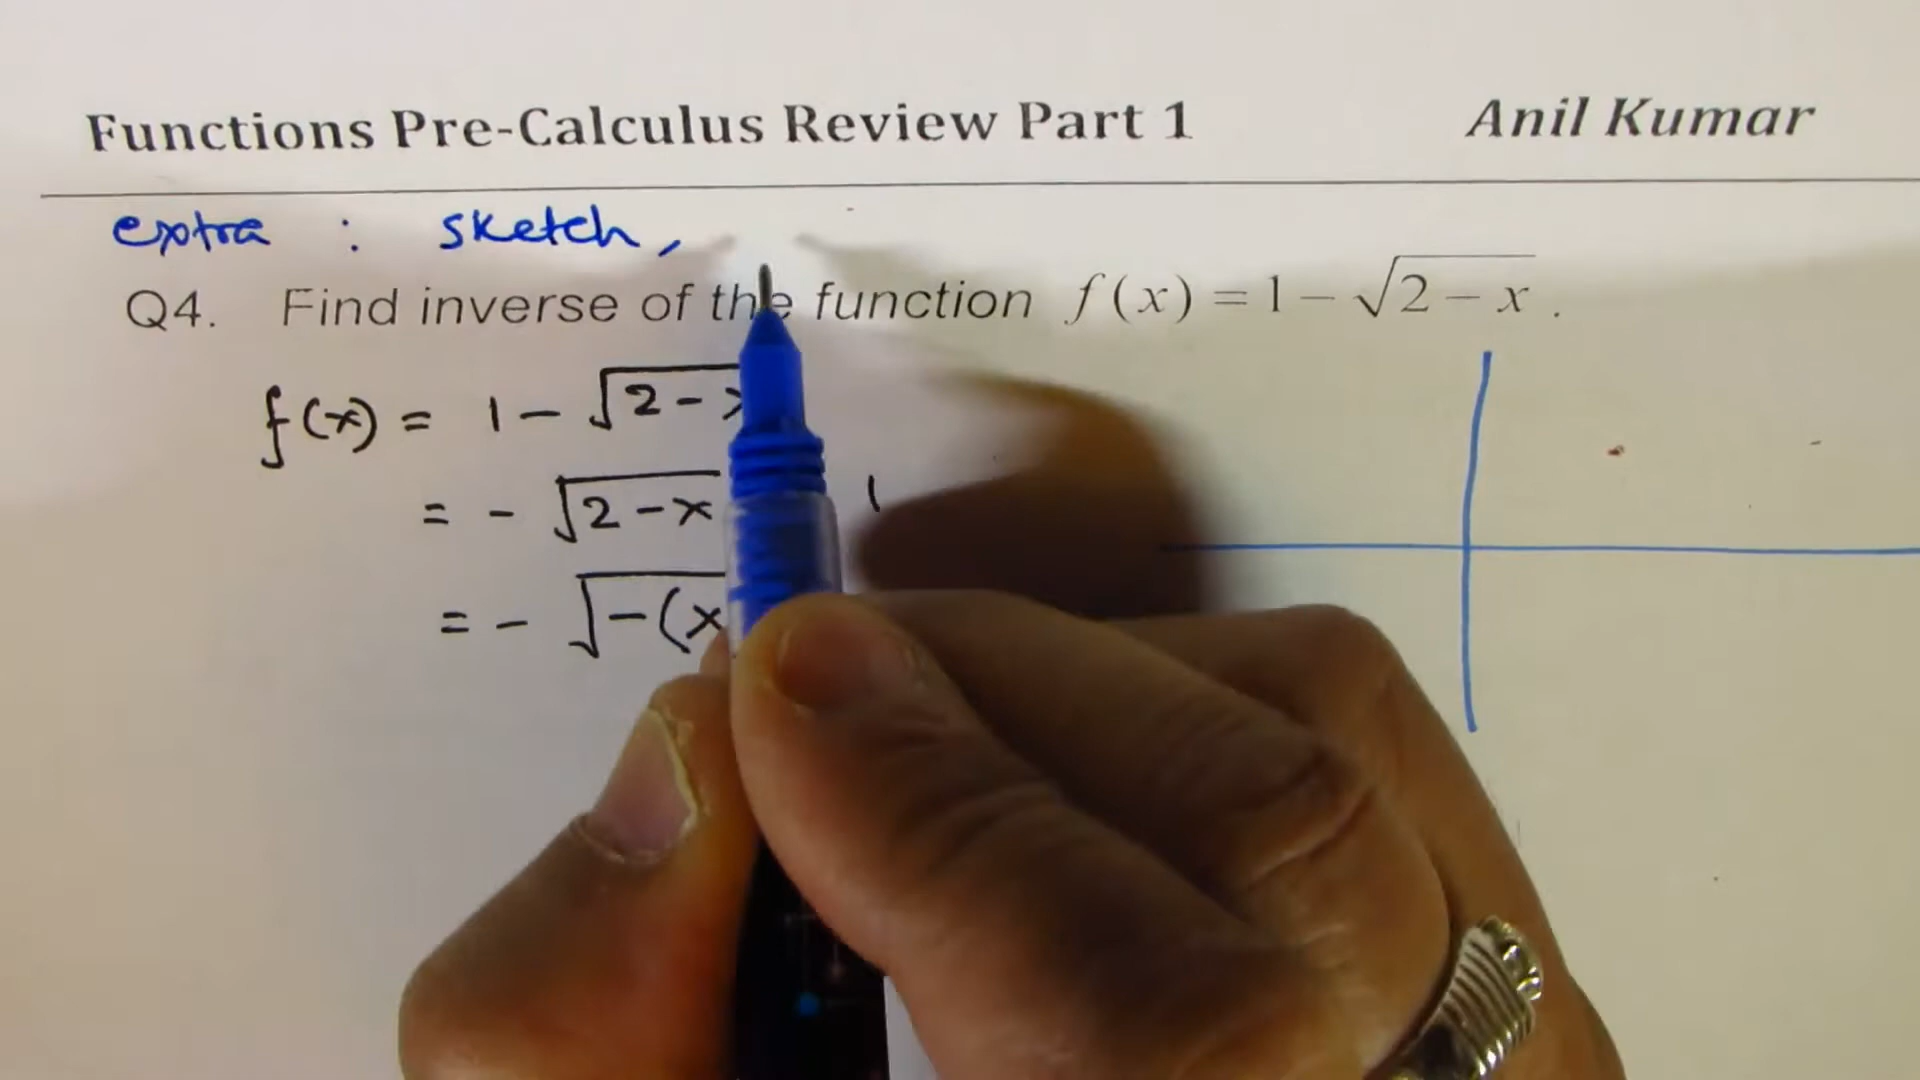 Functions Pre-Calculus Review Part 1 Anil Kumar
extra : sketch,
Q4. Find inverse of the function f(x) = 1 - √(2 - x) .
f(x) = 1 - √2 -
= - √2 - x 1
= - √-(x